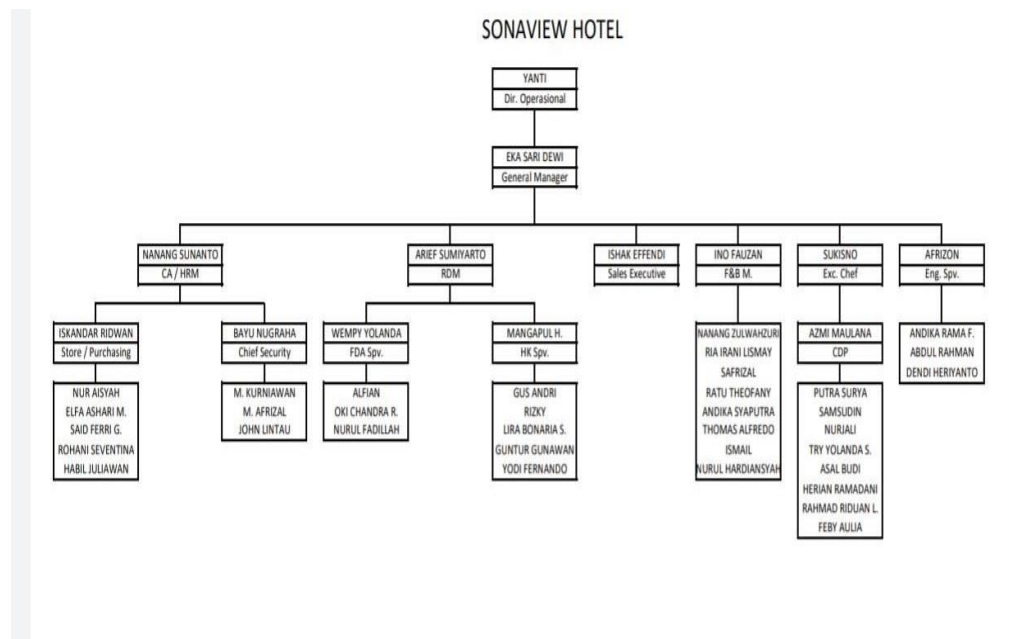 SONAVIEW HOTEL
YANTI
Dir. Operasional
EKA SARI DEWI
General Manager
NANANG SUNANTO
CA / HRM
ARIEF SUMIYARTO
RDM
ISHAK EFFENDI
Sales Executive
INO FAUZAN
F&B M.
SUKISNO
Exc. Chef
AFRIZON
Eng. Spv.
ISKANDAR RIDWAN
Store / Purchasing
BAYU NUGRAHA
Chief Security
WEMPY YOLANDA
FDA Spv.
MANGAPUL H.
HK Spv.
NANANG ZULWAHZURI
RIA IRANI LISMAY
SAFRIZAL
RATU THEOFANY
ANDIKA SYAPUTRA
THOMAS ALFREDO
ISMAIL
NURUL HARDIANSYAH
AZMI MAULANA
CDP
ANDIKA RAMA F.
ABDUL RAHMAN
DENDI HERIYANTO
NUR AISYAH
ELFA ASHARI M.
SAID FERRI G.
ROHANI SEVENTINA
HABIL JULIAWAN
M. KURNIAWAN
M. AFRIZAL
JOHN LINTAU
ALFIAN
OKI CHANDRA R.
NURUL FADILLAH
GUS ANDRI
RIZKY
LIRA BONARIA S.
GUNTUR GUNAWAN
YODI FERNANDO
PUTRA SURYA
SAMSUDIN
NURJALI
TRY YOLANDA S.
ASAL BUDI
HERIAN RAMADANI
RAHMAD RIDUAN L.
FEBY AULIA